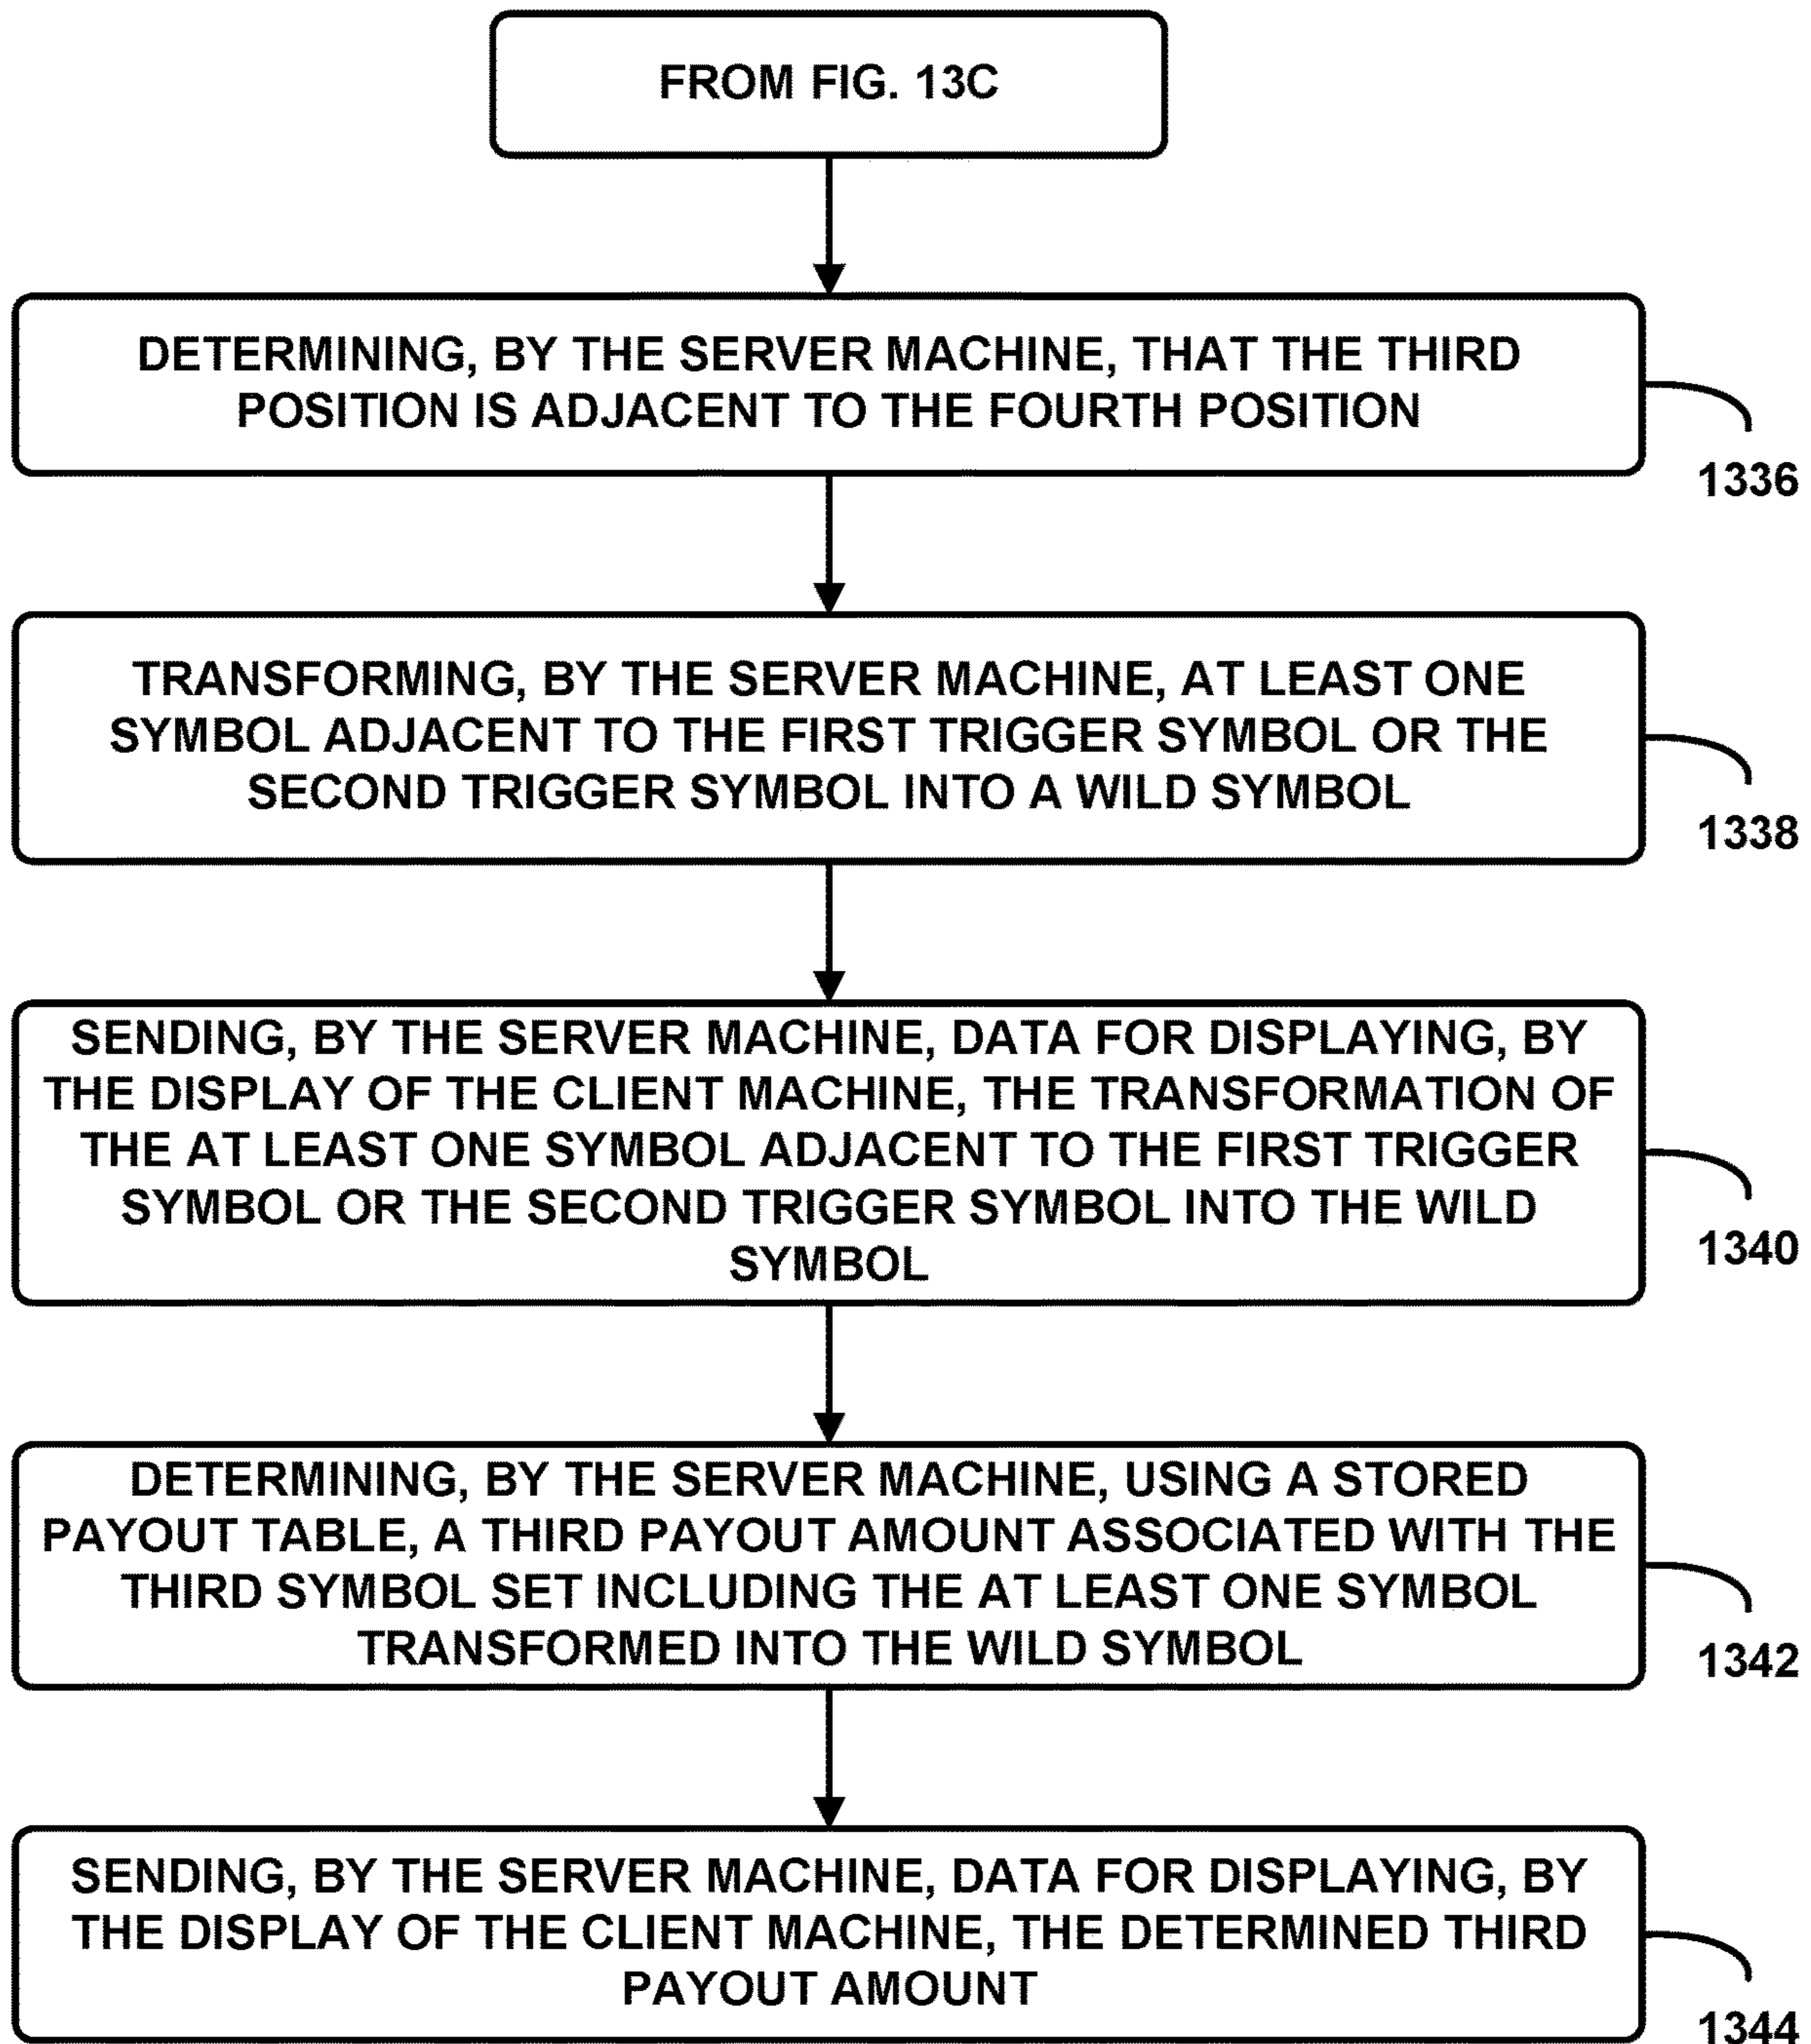 FROM FIG. 13C
DETERMINING, BY THE SERVER MACHINE, THAT THE THIRD
POSITION IS ADJACENT TO THE FOURTH POSITION
1336
TRANSFORMING, BY THE SERVER MACHINE, AT LEAST ONE
SYMBOL ADJACENT TO THE FIRST TRIGGER SYMBOL OR THE
SECOND TRIGGER SYMBOL INTO A WILD SYMBOL
1338
SENDING, BY THE SERVER MACHINE, DATA FOR DISPLAYING, BY
THE DISPLAY OF THE CLIENT MACHINE, THE TRANSFORMATION OF
THE AT LEAST ONE SYMBOL ADJACENT TO THE FIRST TRIGGER
SYMBOL OR THE SECOND TRIGGER SYMBOL INTO THE WILD
SYMBOL
1340
DETERMINING, BY THE SERVER MACHINE, USING A STORED
PAYOUT TABLE, A THIRD PAYOUT AMOUNT ASSOCIATED WITH THE
THIRD SYMBOL SET INCLUDING THE AT LEAST ONE SYMBOL
TRANSFORMED INTO THE WILD SYMBOL
1342
SENDING, BY THE SERVER MACHINE, DATA FOR DISPLAYING, BY
THE DISPLAY OF THE CLIENT MACHINE, THE DETERMINED THIRD
PAYOUT AMOUNT
1344